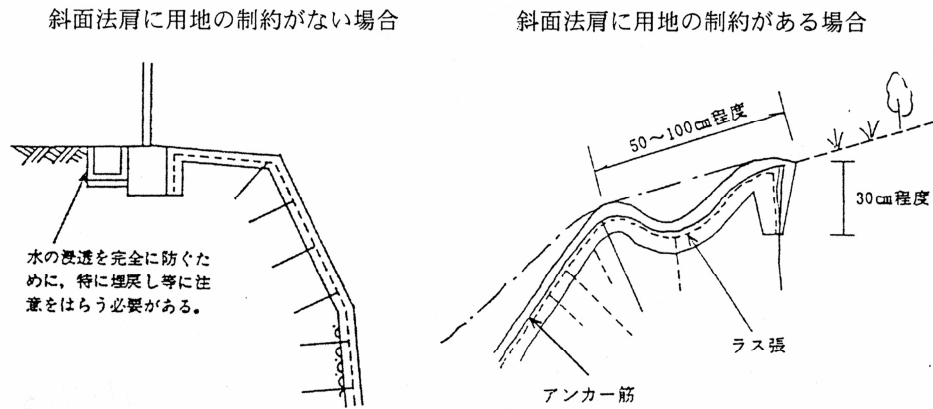 斜面法肩に用地の制約がない場合
斜面法肩に用地の制約がある場合
水の浸透を完全に防ぐた
めに，特に埋戻し等に注
意をはらう必要がある。
50～100㎝程度
30㎝程度
ラス張
アンカー筋